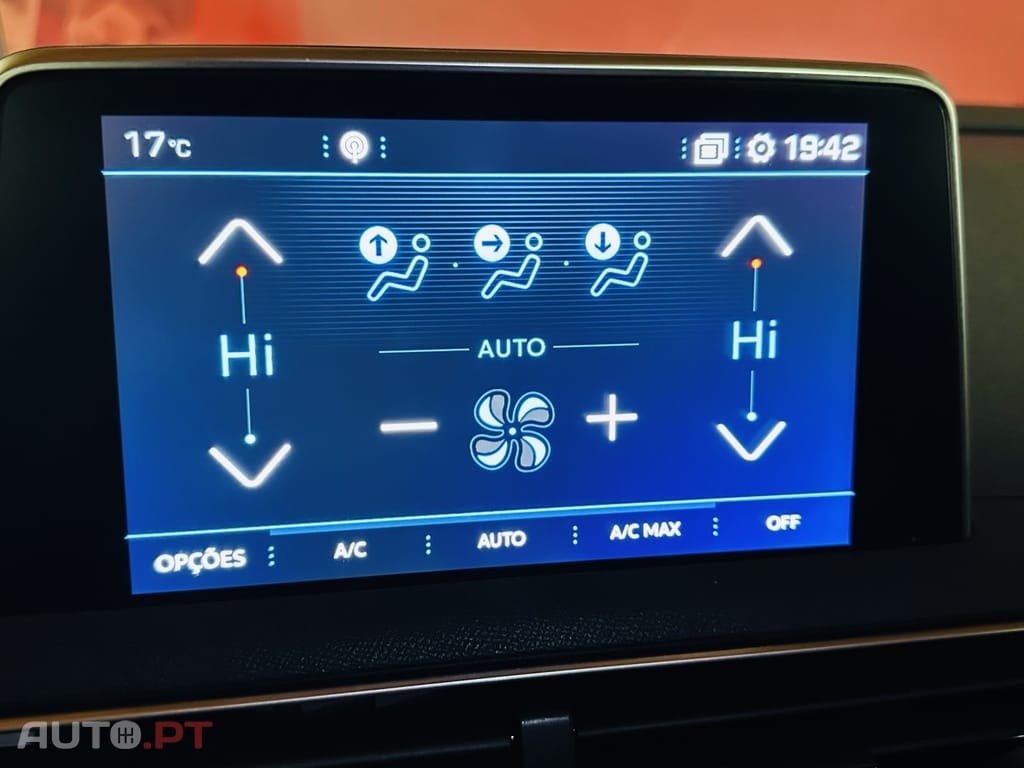 17°C 19:42
Hi Hi
AUTO
OPÇÕES A/C AUTO A/C MAX OFF
AUTO.PT